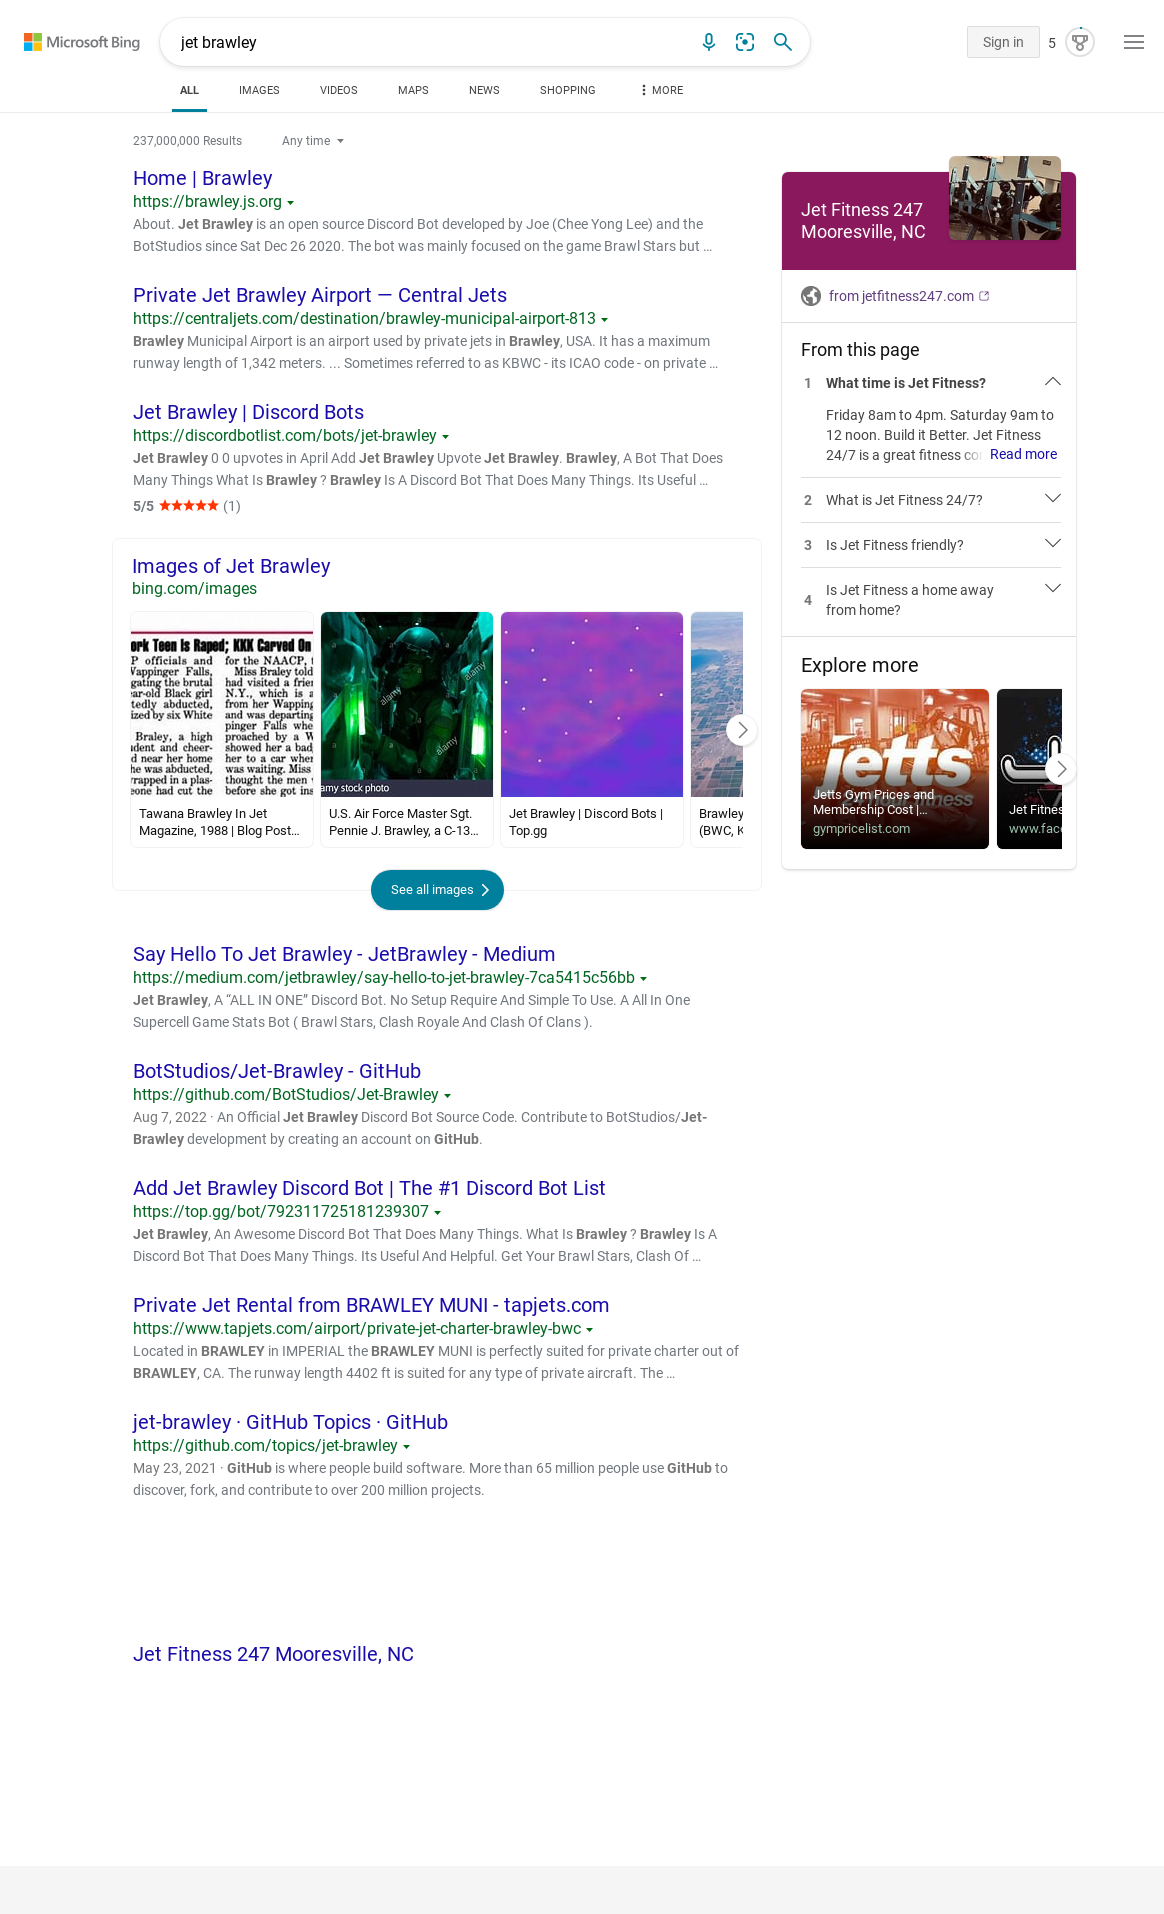 Microsoft Bing
jet brawley
Sign in
5
ALL
IMAGES
VIDEOS
MAPS
NEWS
SHOPPING
MORE
237,000,000 Results
Any time
Home | Brawley
https://brawley.js.org
About. Jet Brawley is an open source Discord Bot developed by Joe (Chee Yong Lee) and the
BotStudios since Sat Dec 26 2020. The bot was mainly focused on the game Brawl Stars but …
Private Jet Brawley Airport — Central Jets
https://centraljets.com/destination/brawley-municipal-airport-813
Brawley Municipal Airport is an airport used by private jets in Brawley, USA. It has a maximum
runway length of 1,342 meters. ... Sometimes referred to as KBWC - its ICAO code - on private …
Jet Brawley | Discord Bots
https://discordbotlist.com/bots/jet-brawley
Jet Brawley 0 0 upvotes in April Add Jet Brawley Upvote Jet Brawley. Brawley, A Bot That Does
Many Things What Is Brawley ? Brawley Is A Discord Bot That Does Many Things. Its Useful …
5/5 ★★★★★ (1)
Images of Jet Brawley
bing.com/images
ork Teen Is Raped; KKK Carved On
P officials and
Wappinger Falls,
gating the brutal
ear-old Black girl
tedly abducted,
ized by six White
Braley, a high
dent and cheer-
d near her home
he was abducted,
rapped in a plas-
eone had cut the
for the NAACP, t
Miss Braley told
had visited a frie
N.Y., which is a
from her Wapping
and was departing
pinger Falls whe
proached by a W
showed her a bad
her to a car wher
was waiting. Miss
thought the men
before she got ins
Tawana Brawley In Jet
Magazine, 1988 | Blog Post…
a
alamy
alamy
amy stock photo
U.S. Air Force Master Sgt.
Pennie J. Brawley, a C-13…
Jet Brawley | Discord Bots |
Top.gg
Brawley
(BWC, K
See all images
Say Hello To Jet Brawley - JetBrawley - Medium
https://medium.com/jetbrawley/say-hello-to-jet-brawley-7ca5415c56bb
Jet Brawley, A “ALL IN ONE” Discord Bot. No Setup Require And Simple To Use. A All In One
Supercell Game Stats Bot ( Brawl Stars, Clash Royale And Clash Of Clans ).
BotStudios/Jet-Brawley - GitHub
https://github.com/BotStudios/Jet-Brawley
Aug 7, 2022 · An Official Jet Brawley Discord Bot Source Code. Contribute to BotStudios/Jet-
Brawley development by creating an account on GitHub.
Add Jet Brawley Discord Bot | The #1 Discord Bot List
https://top.gg/bot/792311725181239307
Jet Brawley, An Awesome Discord Bot That Does Many Things. What Is Brawley ? Brawley Is A
Discord Bot That Does Many Things. Its Useful And Helpful. Get Your Brawl Stars, Clash Of …
Private Jet Rental from BRAWLEY MUNI - tapjets.com
https://www.tapjets.com/airport/private-jet-charter-brawley-bwc
Located in BRAWLEY in IMPERIAL the BRAWLEY MUNI is perfectly suited for private charter out of
BRAWLEY, CA. The runway length 4402 ft is suited for any type of private aircraft. The …
jet-brawley · GitHub Topics · GitHub
https://github.com/topics/jet-brawley
May 23, 2021 · GitHub is where people build software. More than 65 million people use GitHub to
discover, fork, and contribute to over 200 million projects.
Jet Fitness 247 Mooresville, NC
Jet Fitness 247
Mooresville, NC
from jetfitness247.com
From this page
1 What time is Jet Fitness?
Friday 8am to 4pm. Saturday 9am to
12 noon. Build it Better. Jet Fitness
24/7 is a great fitness co Read more
2 What is Jet Fitness 24/7?
3 Is Jet Fitness friendly?
4 Is Jet Fitness a home away
from home?
Explore more
jetts
24 hour fitness
Jetts Gym Prices and
Membership Cost |…
gympricelist.com
Jet Fitnes
www.face